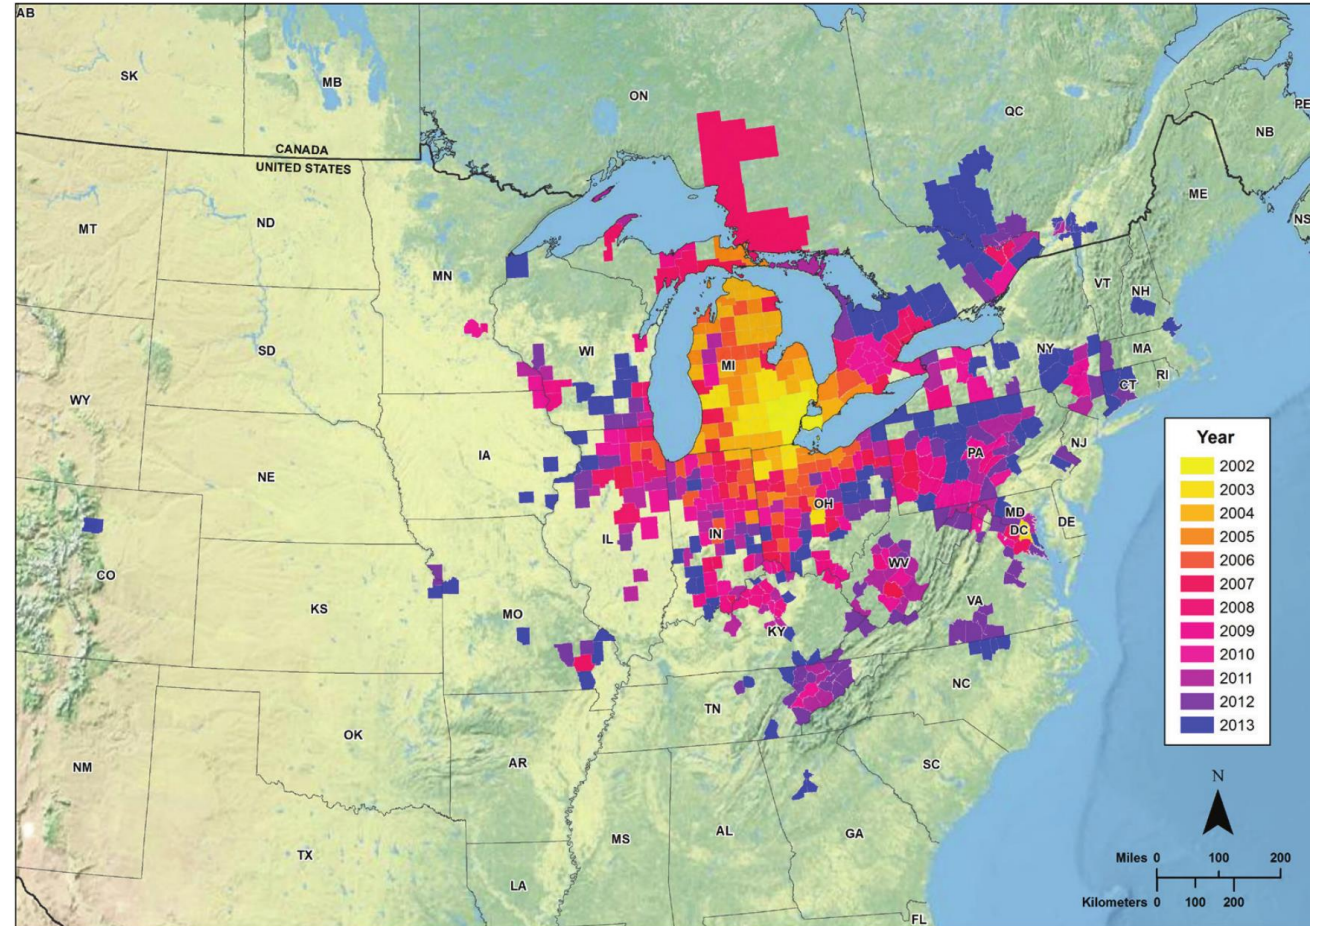 AB
SK
MB
ON
QC
PE
NB
CANADA
UNITED STATES
ME
NS
MT
ND
MN
VT
NH
SD
WI
MI
NY
MA
RI
CT
WY
IA
NE
PA
NJ
OH
MD
DE
DC
IL
IN
WV
CO
KS
MO
VA
KY
NC
TN
OK
AR
SC
NM
MS
AL
GA
TX
LA
FL
Year
2002
2003
2004
2005
2006
2007
2008
2009
2010
2011
2012
2013
N
Miles 0 100 200
Kilometers 0 100 200